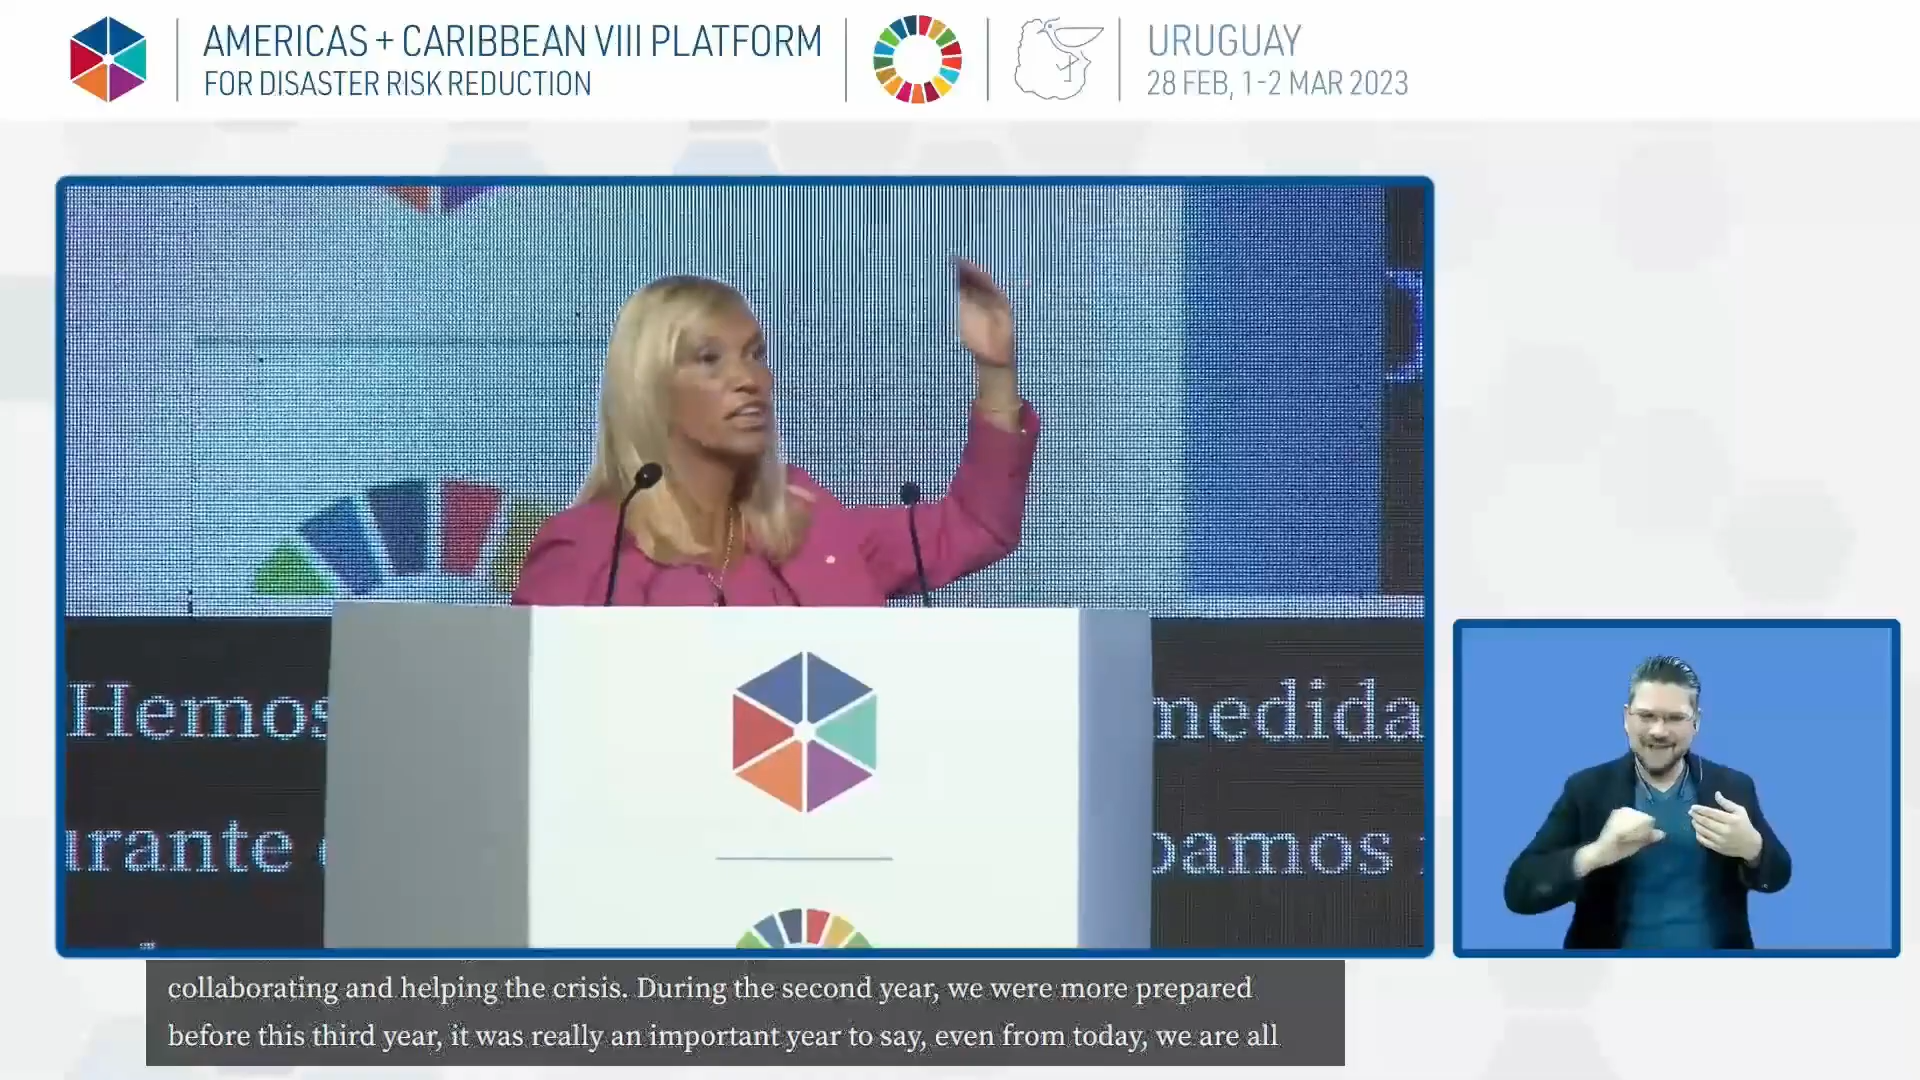 AMERICAS + CARIBBEAN VIII PLATFORM
FOR DISASTER RISK REDUCTION
URUGUAY
28 FEB, 1-2 MAR 2023
Hemos
medida
durante
collaborating and helping the crisis. During the second year, we were more prepared
before this third year, it was really an important year to say, even from today, we are all